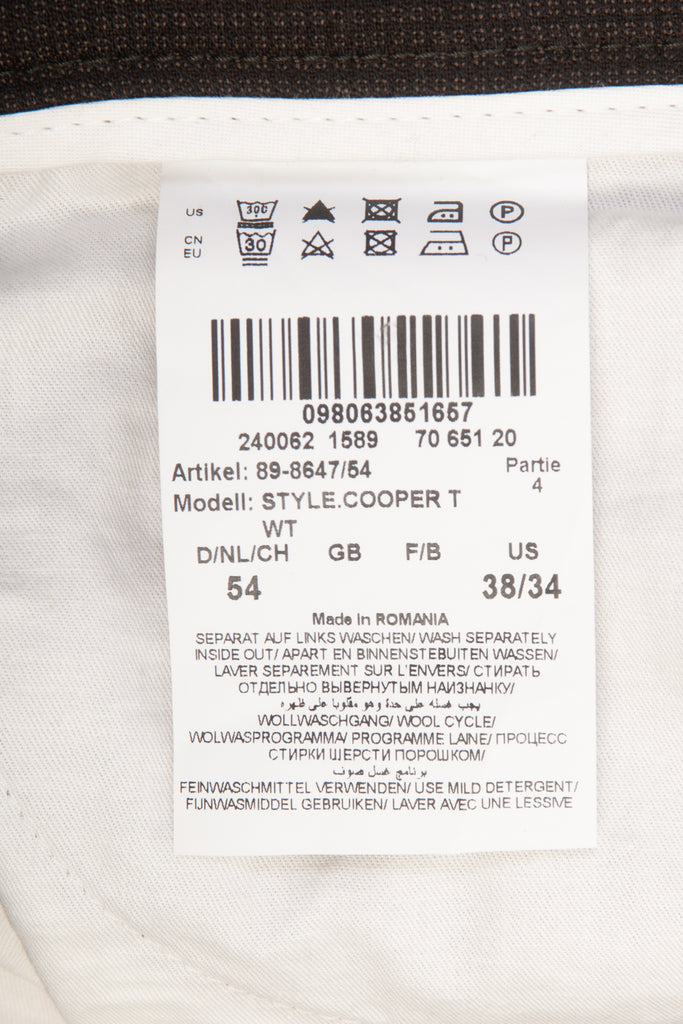 US
CN
EU
30
P
P
098063851657
240062 1589 70 651 20
Artikel: 89-8647/54 Partie
4
Modell: STYLE.COOPER T
WT
D/NL/CH GB F/B US
54 38/34
Made in ROMANIA
SEPARAT AUF LINKS WASCHEN/ WASH SEPARATELY
INSIDE OUT/ APART EN BINNENSTEBUITEN WASSEN/
LAVER SEPAREMENT SUR L'ENVERS/ СТИРАТЬ
ОТДЕЛЬНО ВЫВЕРНУТЫМ НАИЗНАНКУ/
يجب غسله على حدة وهو مقلوبا على ظهره
WOLLWASCHGANG/ WOOL CYCLE/
WOLWASPROGRAMMA/ PROGRAMME LAINE/ ПРОЦЕСС
СТИРКИ ШЕРСТИ ПОРОШКОМ/
برنامج غسل صوف
FEINWASCHMITTEL VERWENDEN/ USE MILD DETERGENT/
FIJNWASMIDDEL GEBRUIKEN/ LAVER AVEC UNE LESSIVE